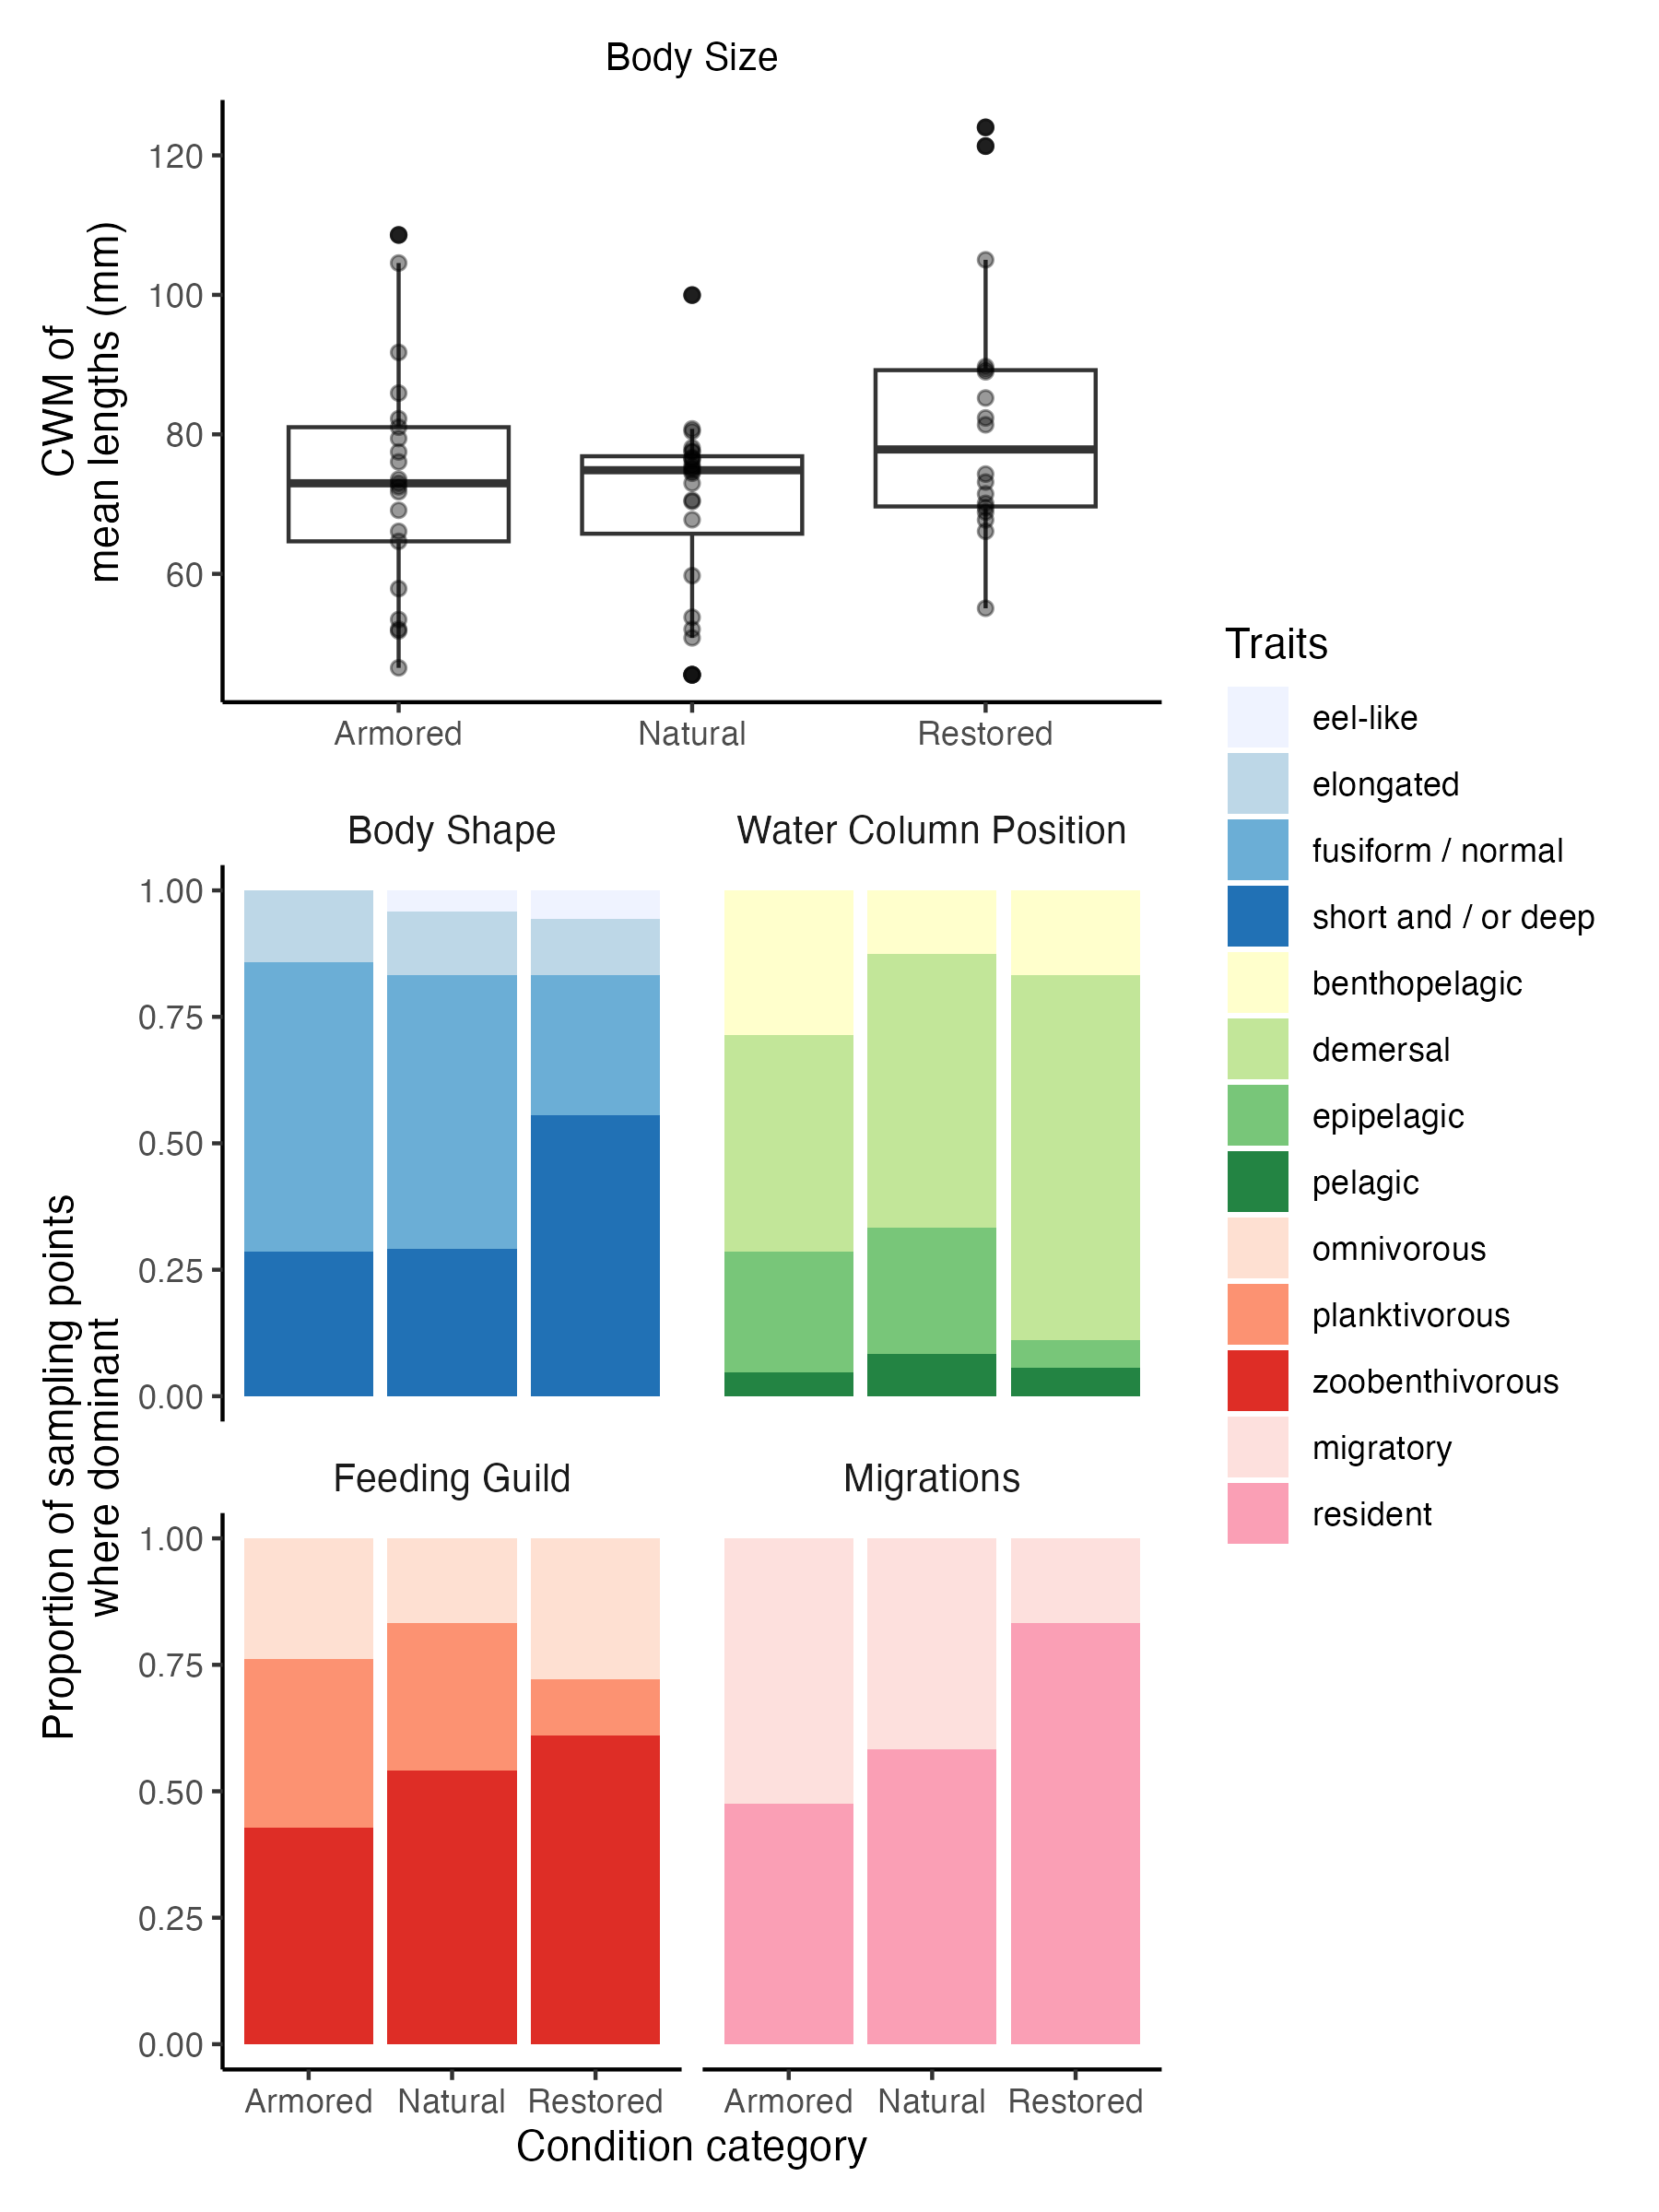 Body Size
CWM of
mean lengths (mm)
120
100
80
60
Armored Natural Restored
Body Shape Water Column Position
1.00
0.75
0.50
0.25
0.00
Proportion of sampling points
where dominant
Feeding Guild Migrations
1.00
0.75
0.50
0.25
0.00
Armored Natural Restored Armored Natural Restored
Condition category
Traits
eel-like
elongated
fusiform / normal
short and / or deep
benthopelagic
demersal
epipelagic
pelagic
omnivorous
planktivorous
zoobenthivorous
migratory
resident